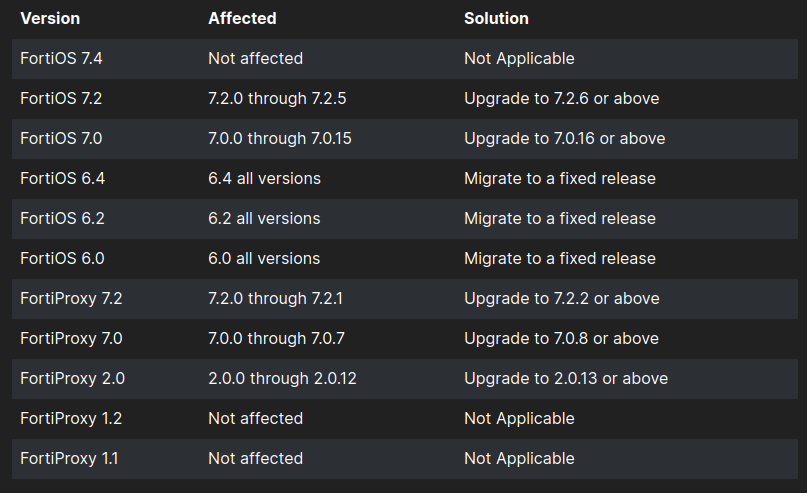 Version Affected Solution
FortiOS 7.4 Not affected Not Applicable
FortiOS 7.2 7.2.0 through 7.2.5 Upgrade to 7.2.6 or above
FortiOS 7.0 7.0.0 through 7.0.15 Upgrade to 7.0.16 or above
FortiOS 6.4 6.4 all versions Migrate to a fixed release
FortiOS 6.2 6.2 all versions Migrate to a fixed release
FortiOS 6.0 6.0 all versions Migrate to a fixed release
FortiProxy 7.2 7.2.0 through 7.2.1 Upgrade to 7.2.2 or above
FortiProxy 7.0 7.0.0 through 7.0.7 Upgrade to 7.0.8 or above
FortiProxy 2.0 2.0.0 through 2.0.12 Upgrade to 2.0.13 or above
FortiProxy 1.2 Not affected Not Applicable
FortiProxy 1.1 Not affected Not Applicable